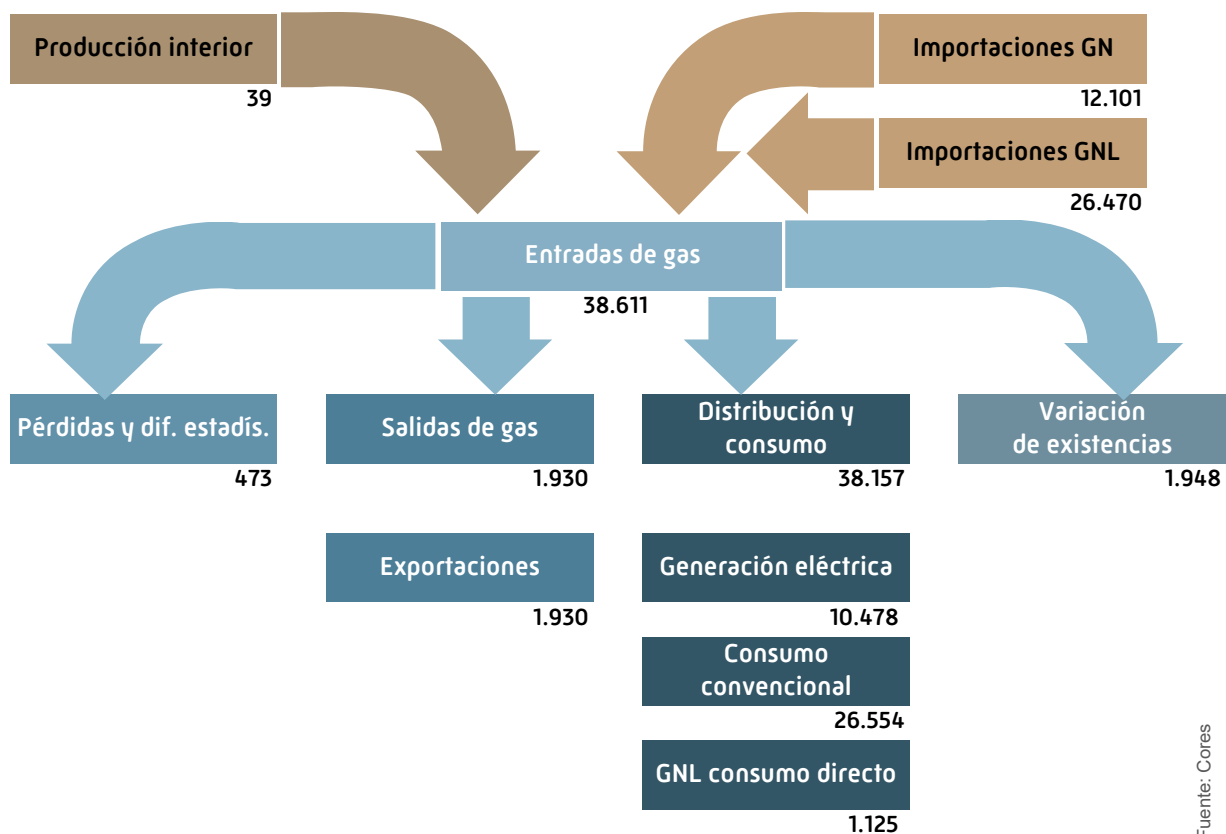 Producción interior
39
Importaciones GN
12.101
Importaciones GNL
26.470
Entradas de gas
38.611
Pérdidas y dif. estadís.
473
Salidas de gas
1.930
Distribución y
consumo
38.157
Variación
de existencias
1.948
Exportaciones
1.930
Generación eléctrica
10.478
Consumo
convencional
26.554
GNL consumo directo
1.125
Fuente: Cores